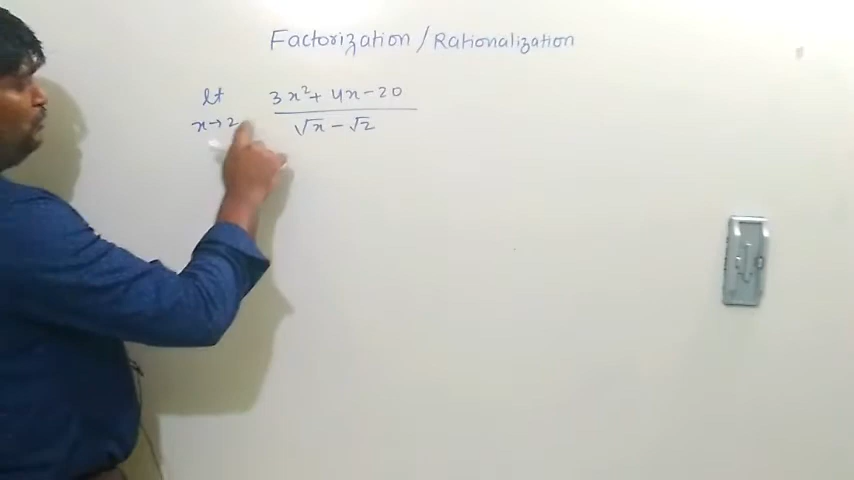 Factorization / Rationalization
lt 3x²+ 4x-20
x→2 √x - √2